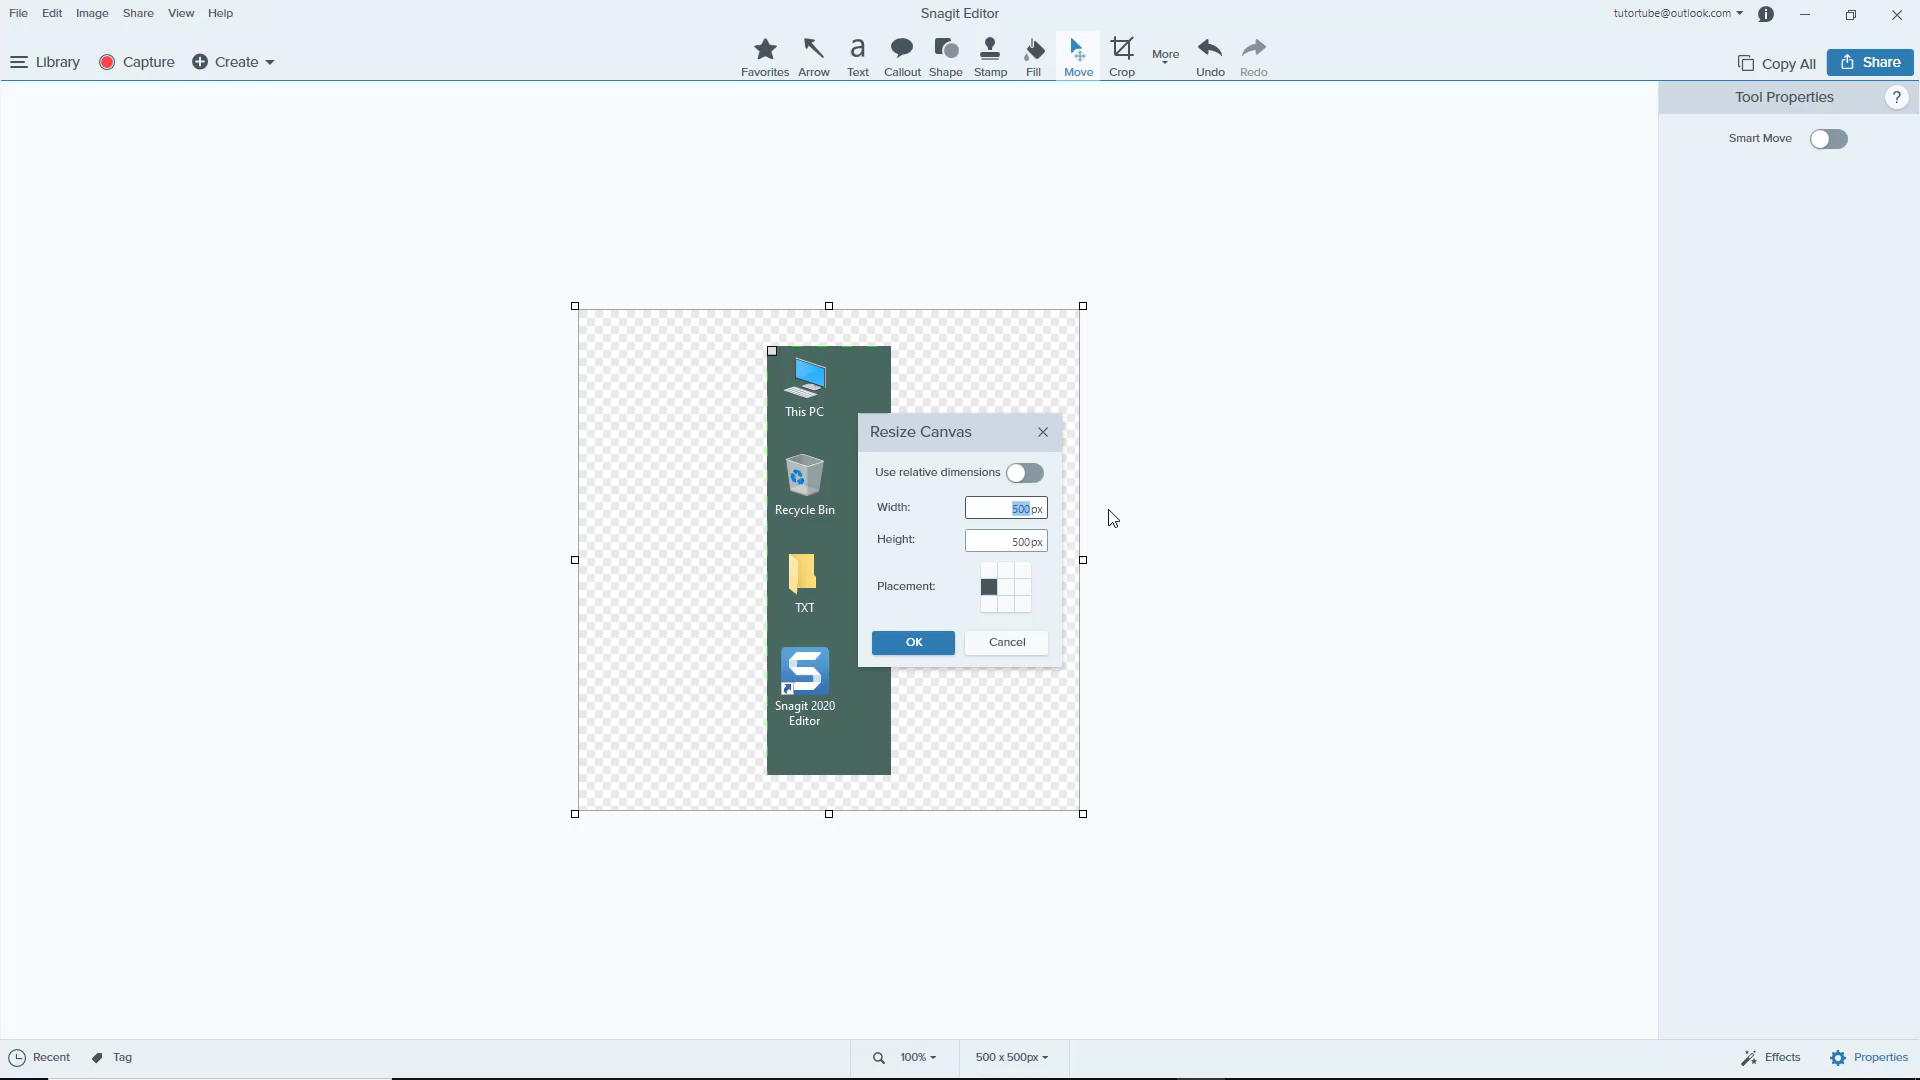 File Edit Image Share View Help
Snagit Editor
tutortube@outlook.com
Library Capture Create
Favorites Arrow Text Callout Shape Stamp Fill Move Crop More Undo Redo
Copy All Share
Tool Properties ?
Smart Move
This PC
Recycle Bin
TXT
Snagit 2020
Editor
Resize Canvas
Use relative dimensions
Width: 500px
Height: 500px
Placement:
OK Cancel
Recent Tag
100%
500 x 500px
Effects Properties